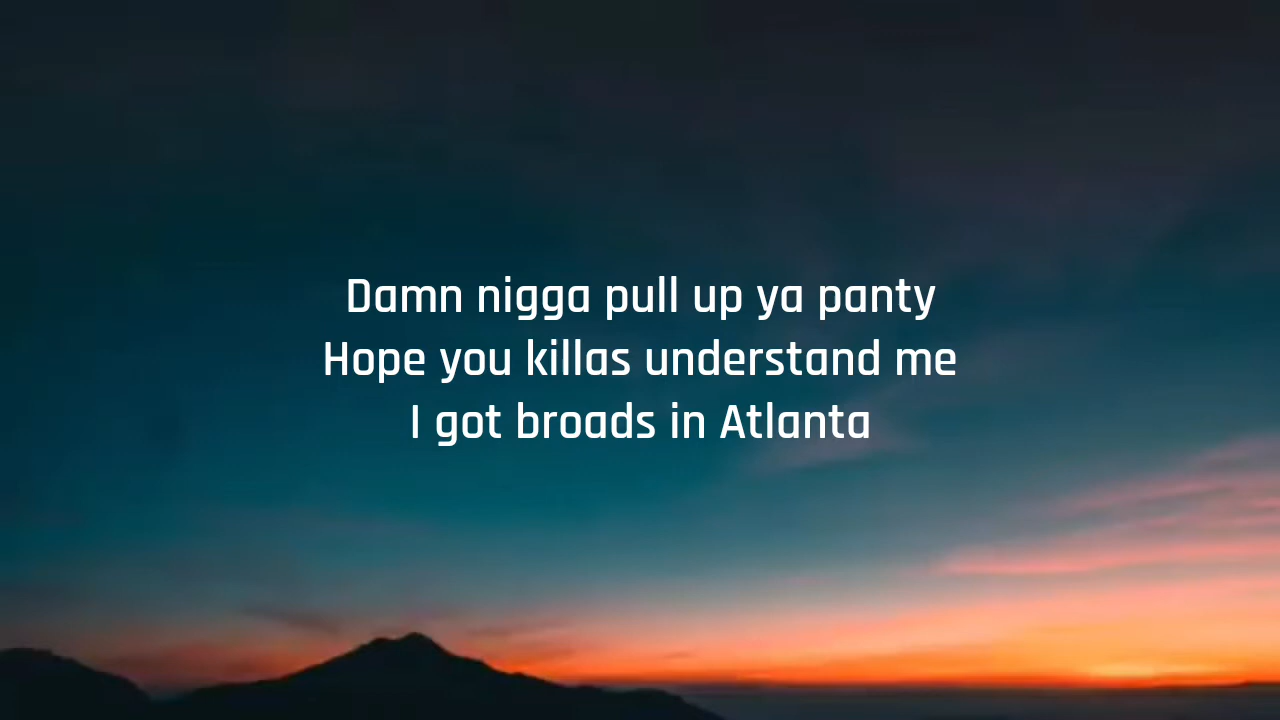 Damn nigga pull up ya panty
Hope you killas understand me
I got broads in Atlanta